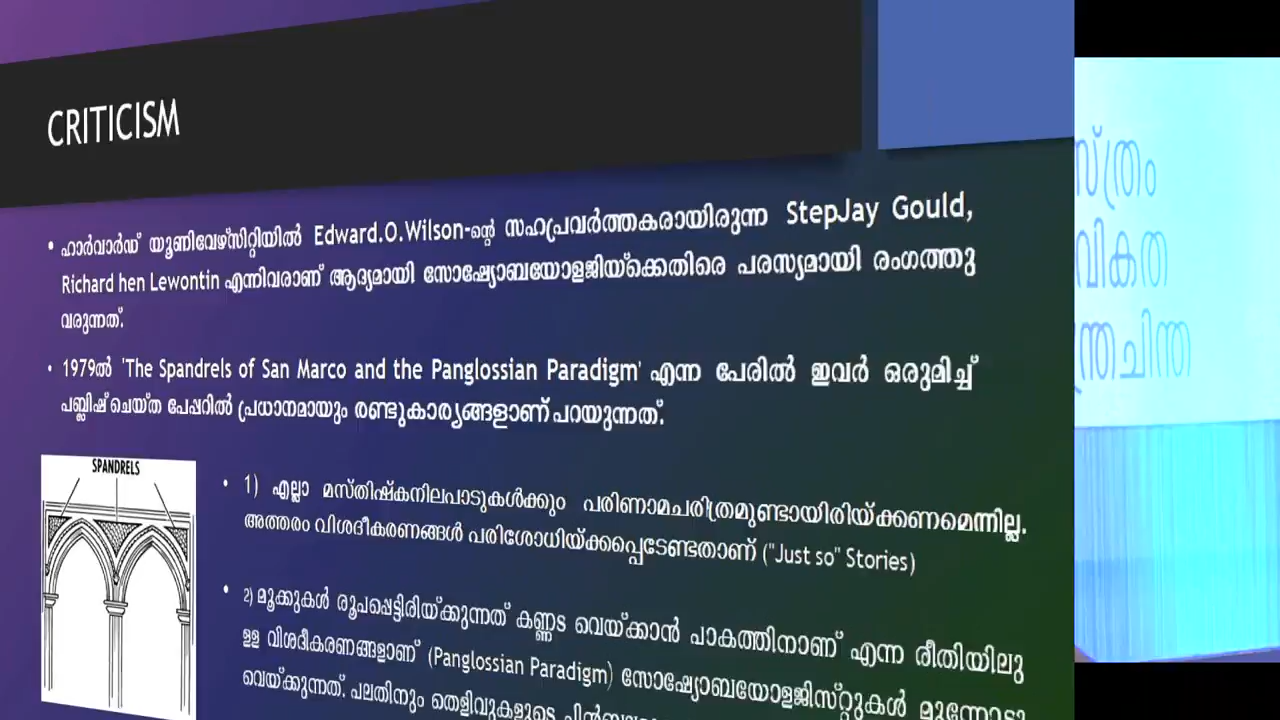 CRITICISM
• ഹാർവാർഡ് യൂണിവേഴ്സിറ്റിയിൽ Edward.O.Wilson-ന്റെ സഹപ്രവർത്തകരായിരുന്ന StepJay Gould,
Richard hen Lewontin എന്നിവരാണ് ആദ്യമായി സോഷ്യോബയോളജിയ്ക്കെതിരെ പരസ്യമായി രംഗത്തു
വരുന്നത്.
• 1979ൽ 'The Spandrels of San Marco and the Panglossian Paradigm' എന്ന പേരിൽ ഇവർ ഒരുമിച്ച്
പബ്ലിഷ് ചെയ്ത പേപ്പറിൽ പ്രധാനമായും രണ്ടുകാര്യങ്ങളാണ് പറയുന്നത്.
SPANDRELS
• 1) എല്ലാ മസ്തിഷ്കനിലപാടുകൾക്കും പരിണാമചരിത്രമുണ്ടായിരിയ്ക്കണമെന്നില്ല.
അത്തരം വിശദീകരണങ്ങൾ പരിശോധിയ്ക്കപ്പെടേണ്ടതാണ് ("Just so" Stories)
• 2) മൂക്കുകൾ രൂപപ്പെട്ടിരിയ്ക്കുന്നത് കണ്ണട വെയ്ക്കാൻ പാകത്തിനാണ് എന്ന രീതിയിലു
ള്ള വിശദീകരണങ്ങളാണ് (Panglossian Paradigm) സോഷ്യോബയോളജിസ്റ്റുകൾ മുന്നോട്ടു
വെയ്ക്കുന്നത്. പലതിനും തെളിവുകളുടെ